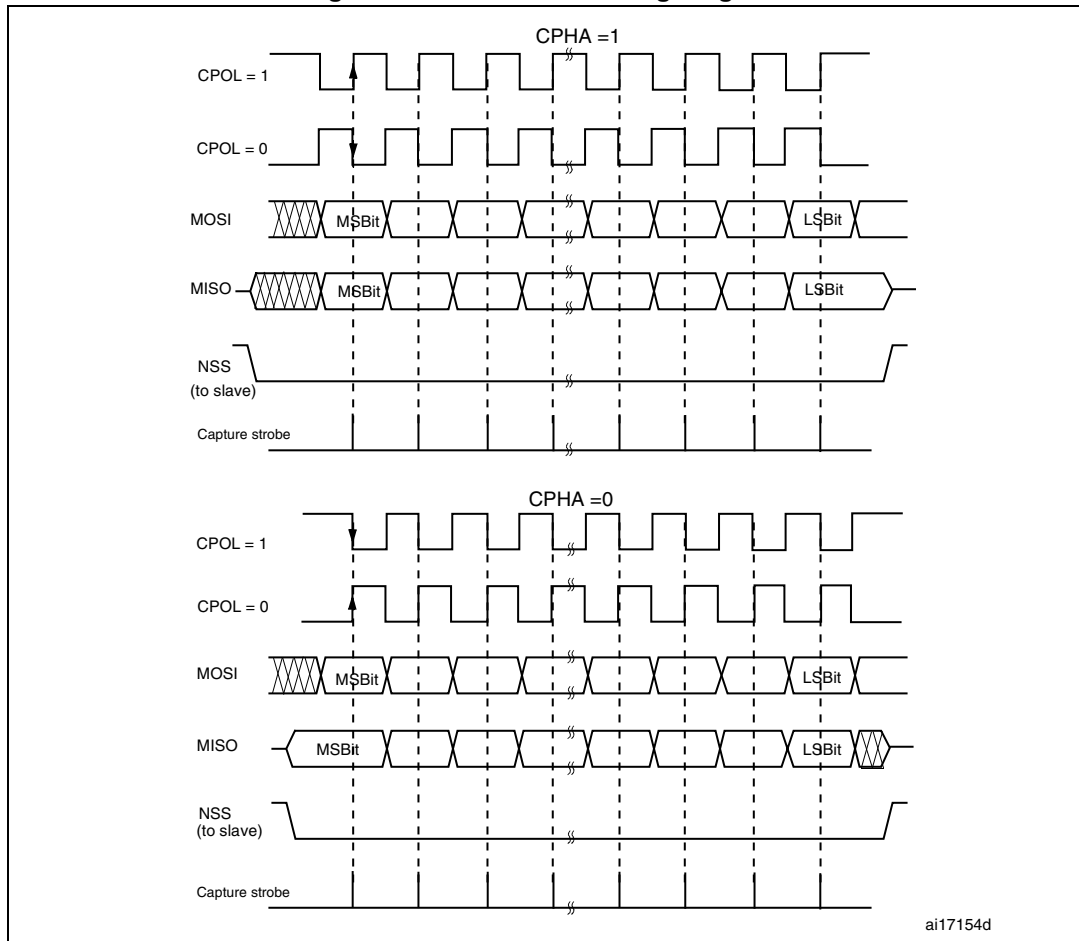 CPHA =1
CPOL = 1
CPOL = 0
MOSI
MSBit
LSBit
MISO
MSBit
LSBit
NSS
(to slave)
Capture strobe
CPHA =0
CPOL = 1
CPOL = 0
MOSI
MSBit
LSBit
MISO
MSBit
LSBit
NSS
(to slave)
Capture strobe
ai17154d